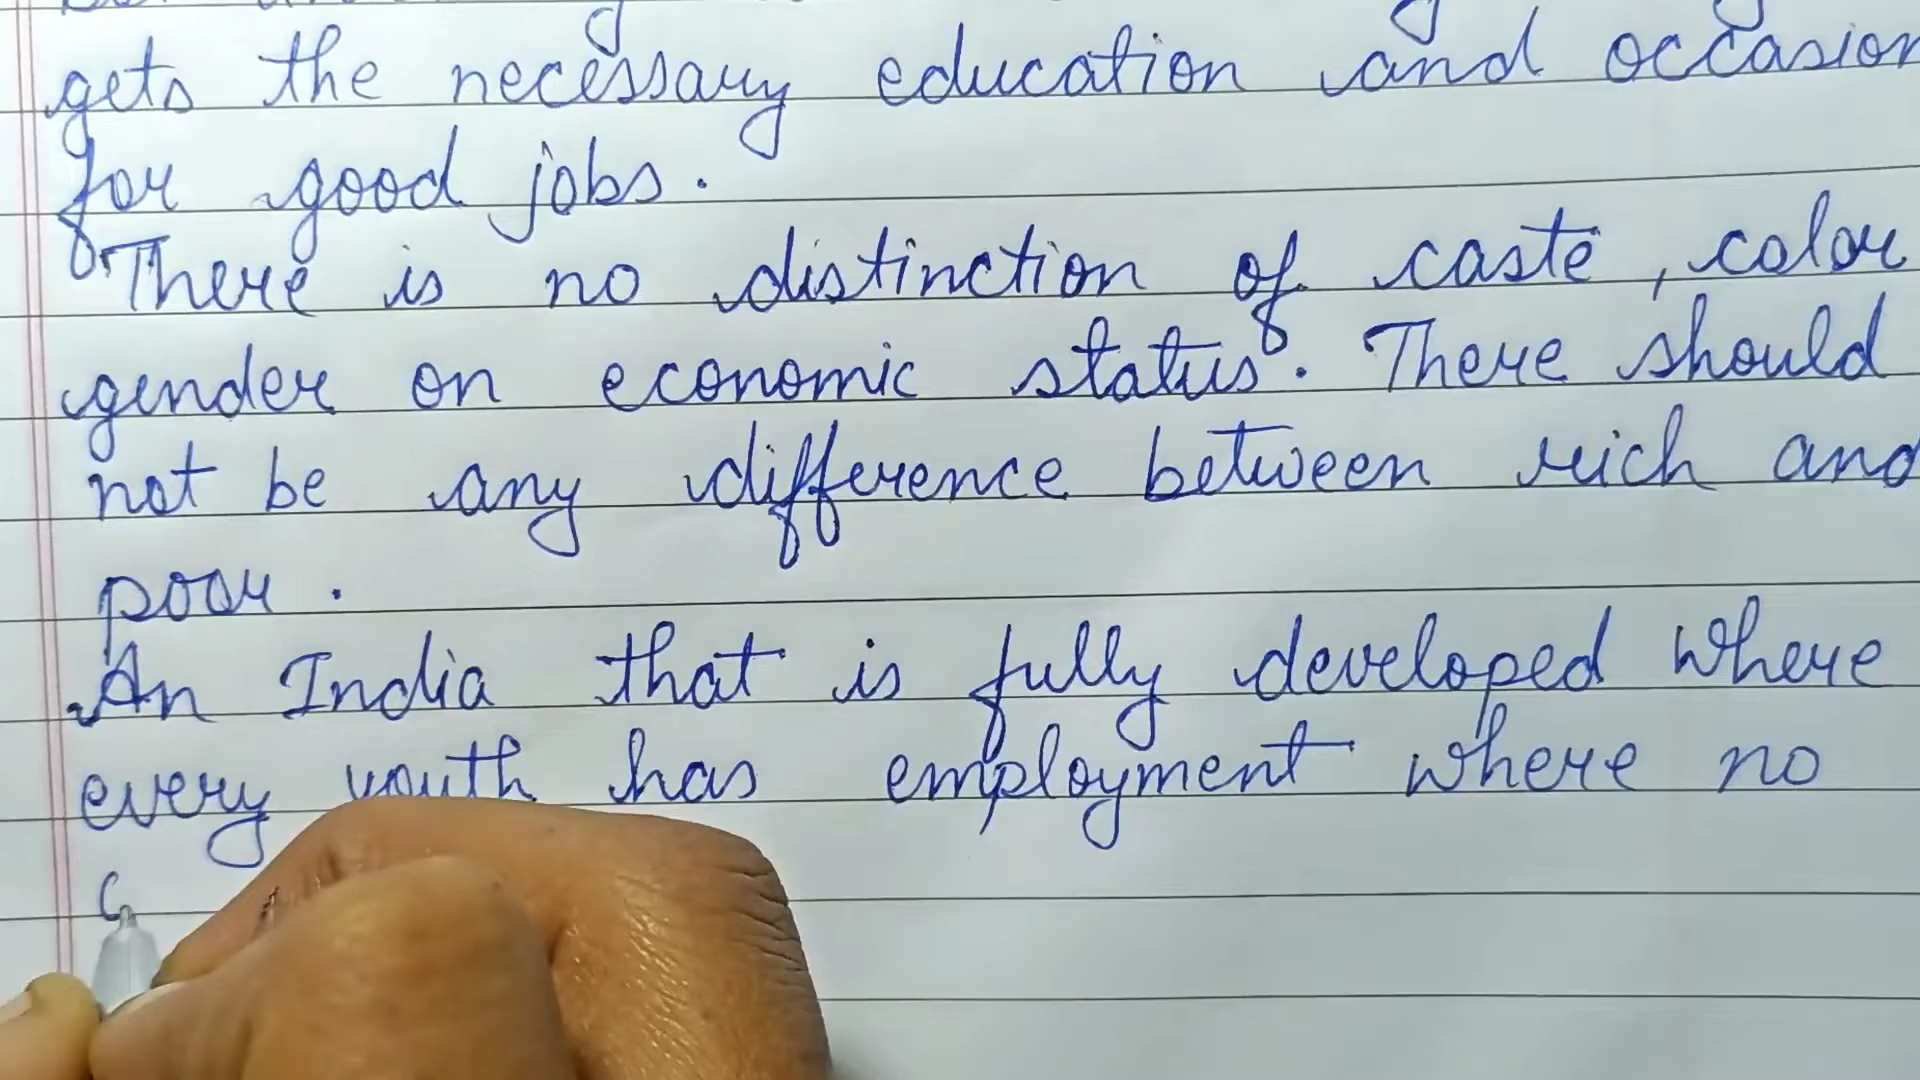 gets the necessary education and occasion
for good jobs.
There is no distinction of caste, color
gender on economic status. There should
not be any difference between rich and
poor.
An India that is fully developed where
every youth has employment where no